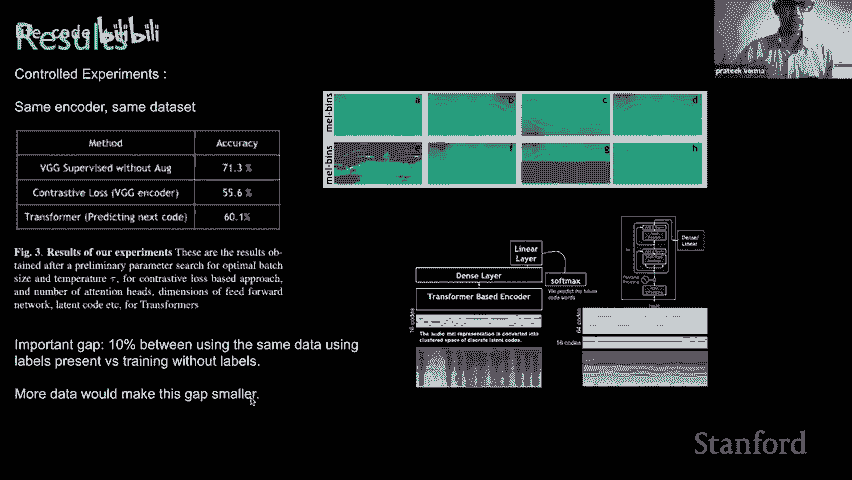 Results
bilibili
prateek verma
Controlled Experiments :
Same encoder, same dataset
Method Accuracy
VGG Supervised without Aug 71.3 %
Contrastive Loss (VGG encoder) 55.6 %
Transformer (Predicting next code) 60.1%
Fig. 3. Results of our experiments These are the results ob-
tained after a preliminary parameter search for optimal batch
size and temperature τ, for contrastive loss based approach,
and number of attention heads, dimensions of feed forward
network, latent code etc, for Transformers
Important gap: 10% between using the same data using
labels present vs training without labels.
More data would make this gap smaller.
mel-bins
a
b
c
d
mel-bins
f
g
h
Linear
Layer
Dense Layer
softmax
Transformer Based Encoder
We predict the future
code words
16 codes
The audio mel representation is converted into
clustered space of discrete latent codes.
Dense/
Linear
64 codes
16 codes
Stanford